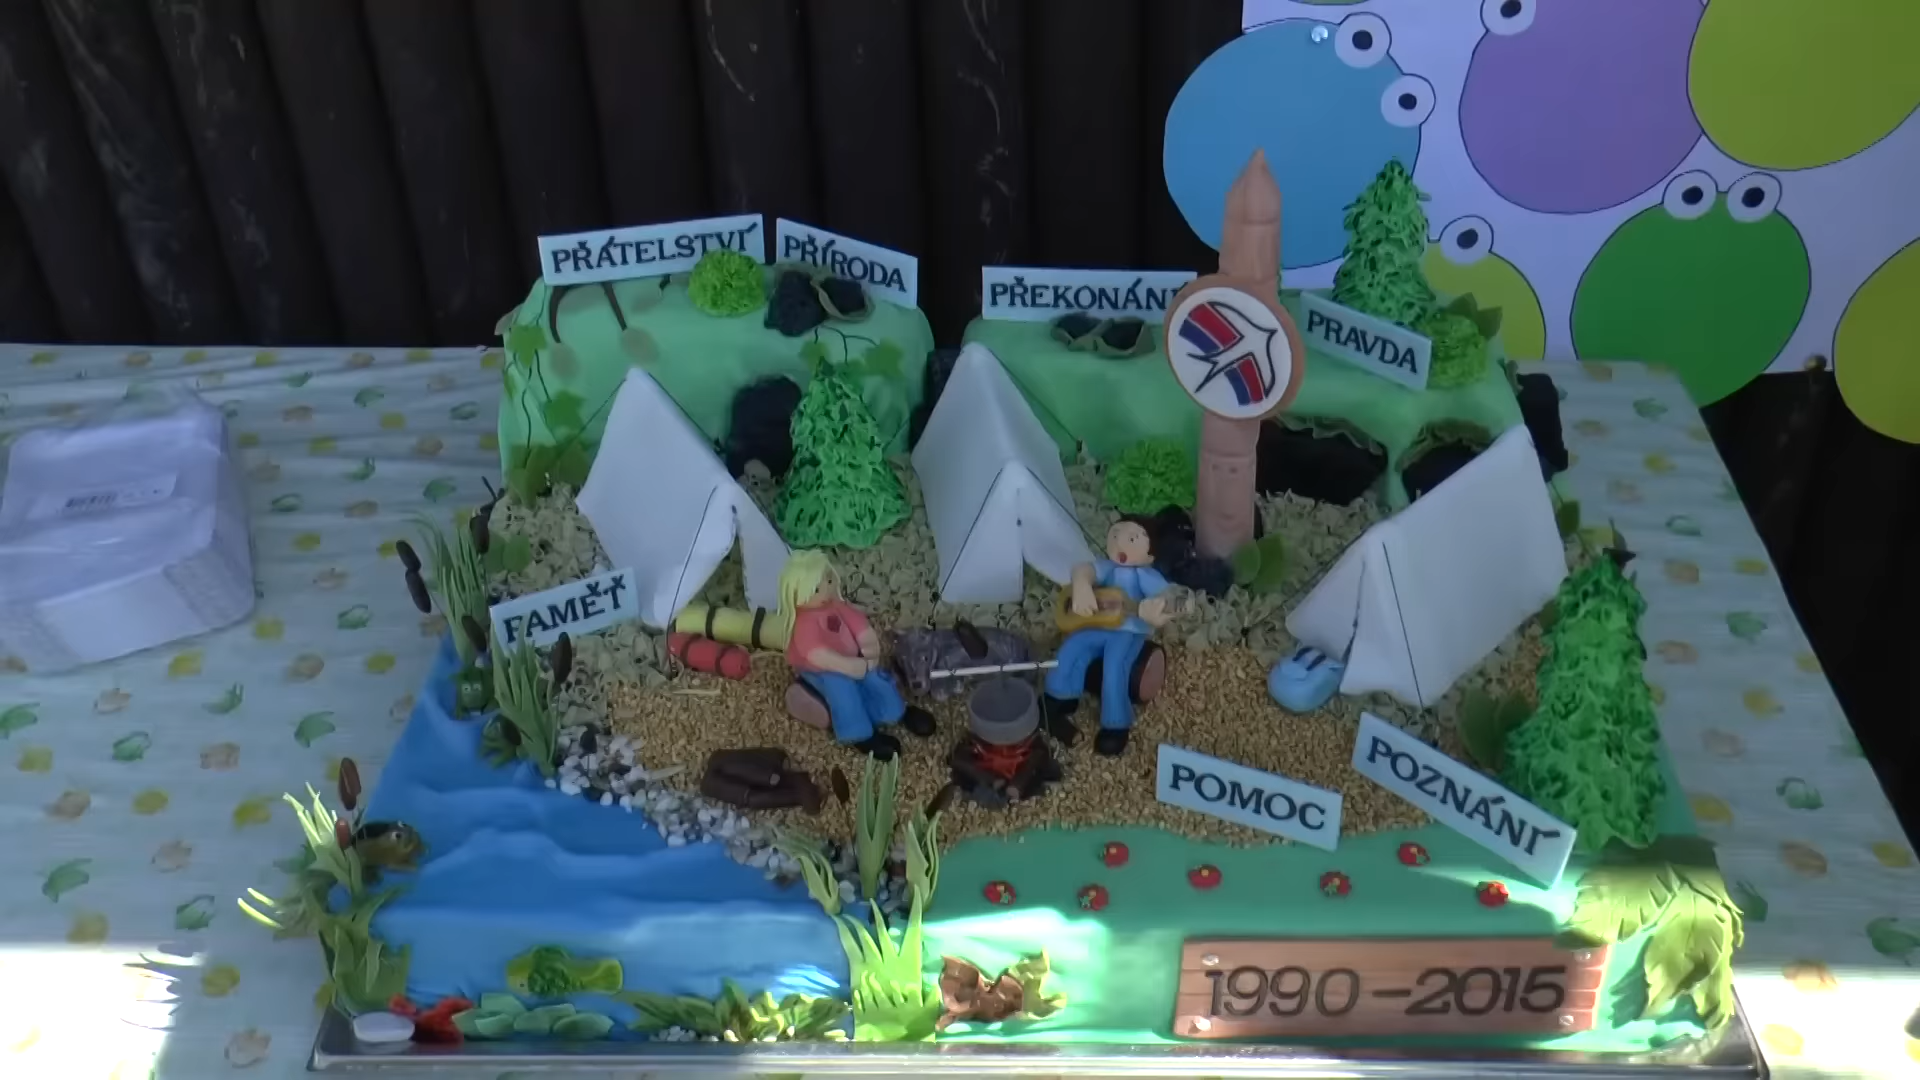 PŘÁTELSTVÍ
PŘÍRODA
PŘEKONÁNÍ
PRAVDA
PAMĚŤ
POMOC
POZNÁNÍ
1990-2015